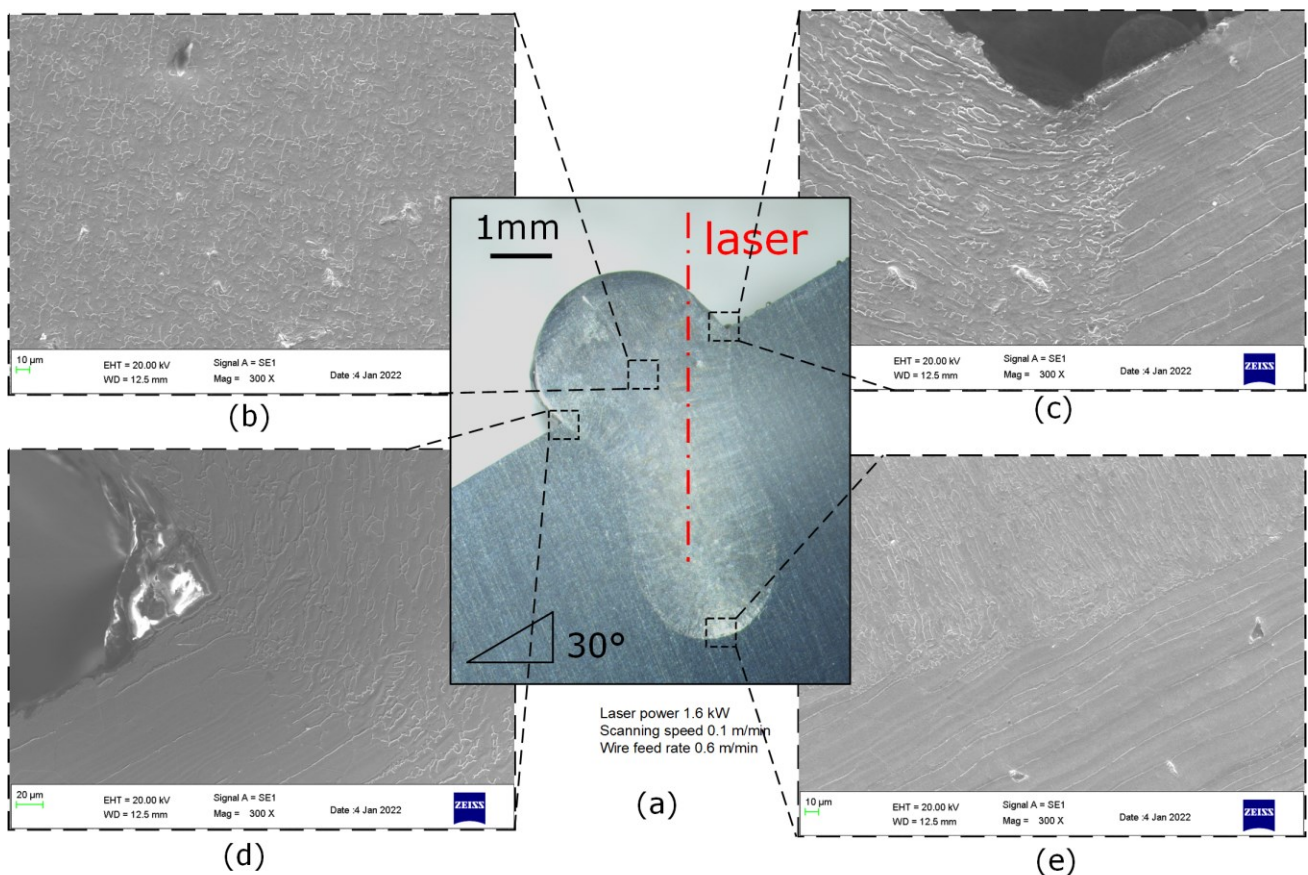 10 μm
EHT = 20.00 kV
WD = 12.5 mm
Signal A = SE1
Mag = 300 X
Date :4 Jan 2022
(b)
EHT = 20.00 kV
WD = 12.5 mm
Signal A = SE1
Mag = 300 X
Date :4 Jan 2022
ZEISS
(c)
1mm
laser
30°
Laser power 1.6 kW
Scanning speed 0.1 m/min
Wire feed rate 0.6 m/min
(a)
20 μm
EHT = 20.00 kV
WD = 12.5 mm
Signal A = SE1
Mag = 300 X
Date :4 Jan 2022
ZEISS
(d)
10 μm
EHT = 20.00 kV
WD = 12.5 mm
Signal A = SE1
Mag = 300 X
Date :4 Jan 2022
ZEISS
(e)